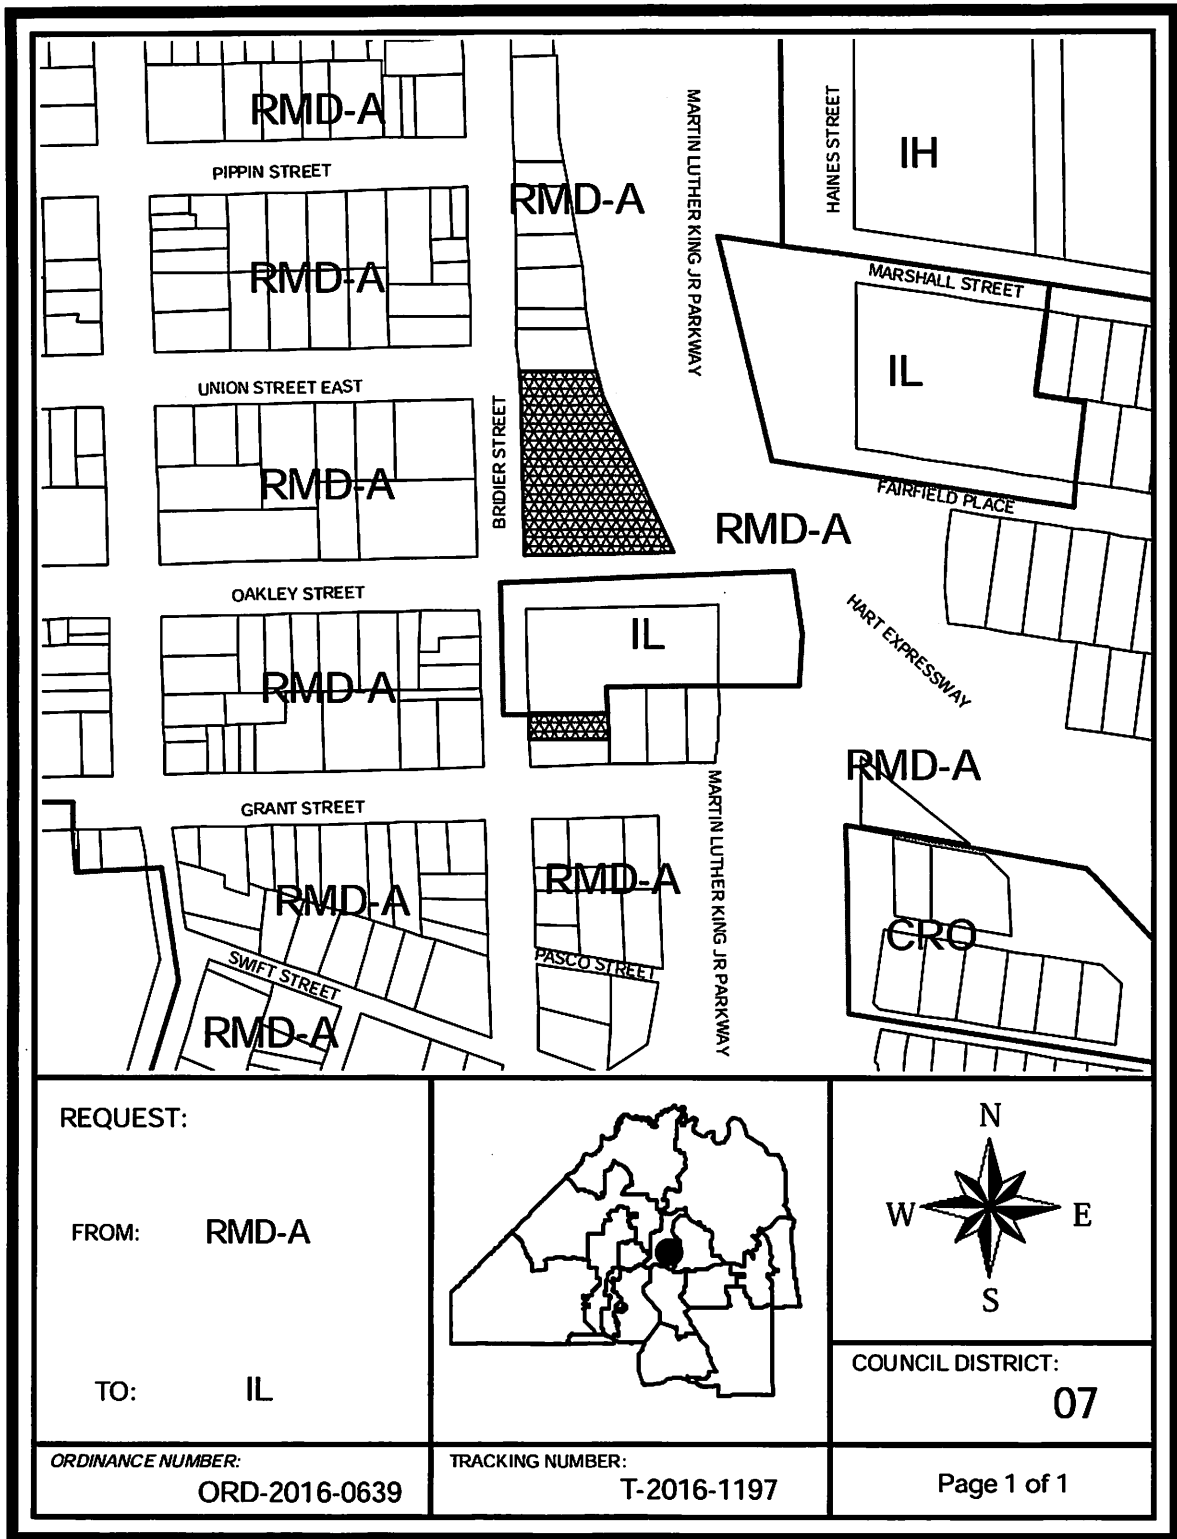 RMD-A
PIPPIN STREET
RMD-A
MARTIN LUTHER KING JR PARKWAY
HAINES STREET
IH
RMD-A
MARSHALL STREET
IL
UNION STREET EAST
BRIDIER STREET
RMD-A
FAIRFIELD PLACE
RMD-A
OAKLEY STREET
IL
HART EXPRESSWAY
RMD-A
RMD-A
GRANT STREET
MARTIN LUTHER KING JR PARKWAY
RMD-A
RMD-A
CRO
SWIFT STREET
PASCO STREET
RMD-A
REQUEST:
FROM: RMD-A
TO: IL
N
W E
S
COUNCIL DISTRICT:
07
ORDINANCE NUMBER:
ORD-2016-0639
TRACKING NUMBER:
T-2016-1197
Page 1 of 1